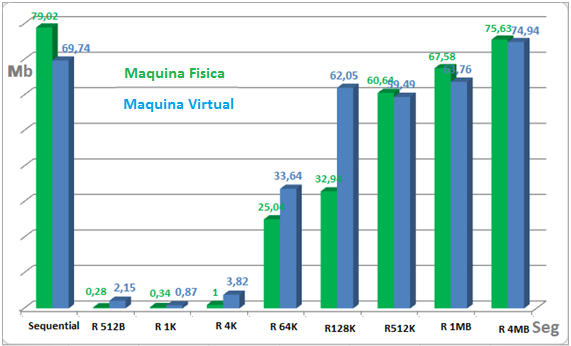 79,02
69,74
Mb
Maquina Fisica
Maquina Virtual
0,28
2,15
0,34
0,87
1
3,82
25,04
33,64
32,94
62,05
60,64
67,58
75,63
74,94
Sequential
R 512B
R 1K
R 4K
R 64K
R128K
R512K
R 1MB
R 4MB
Seg